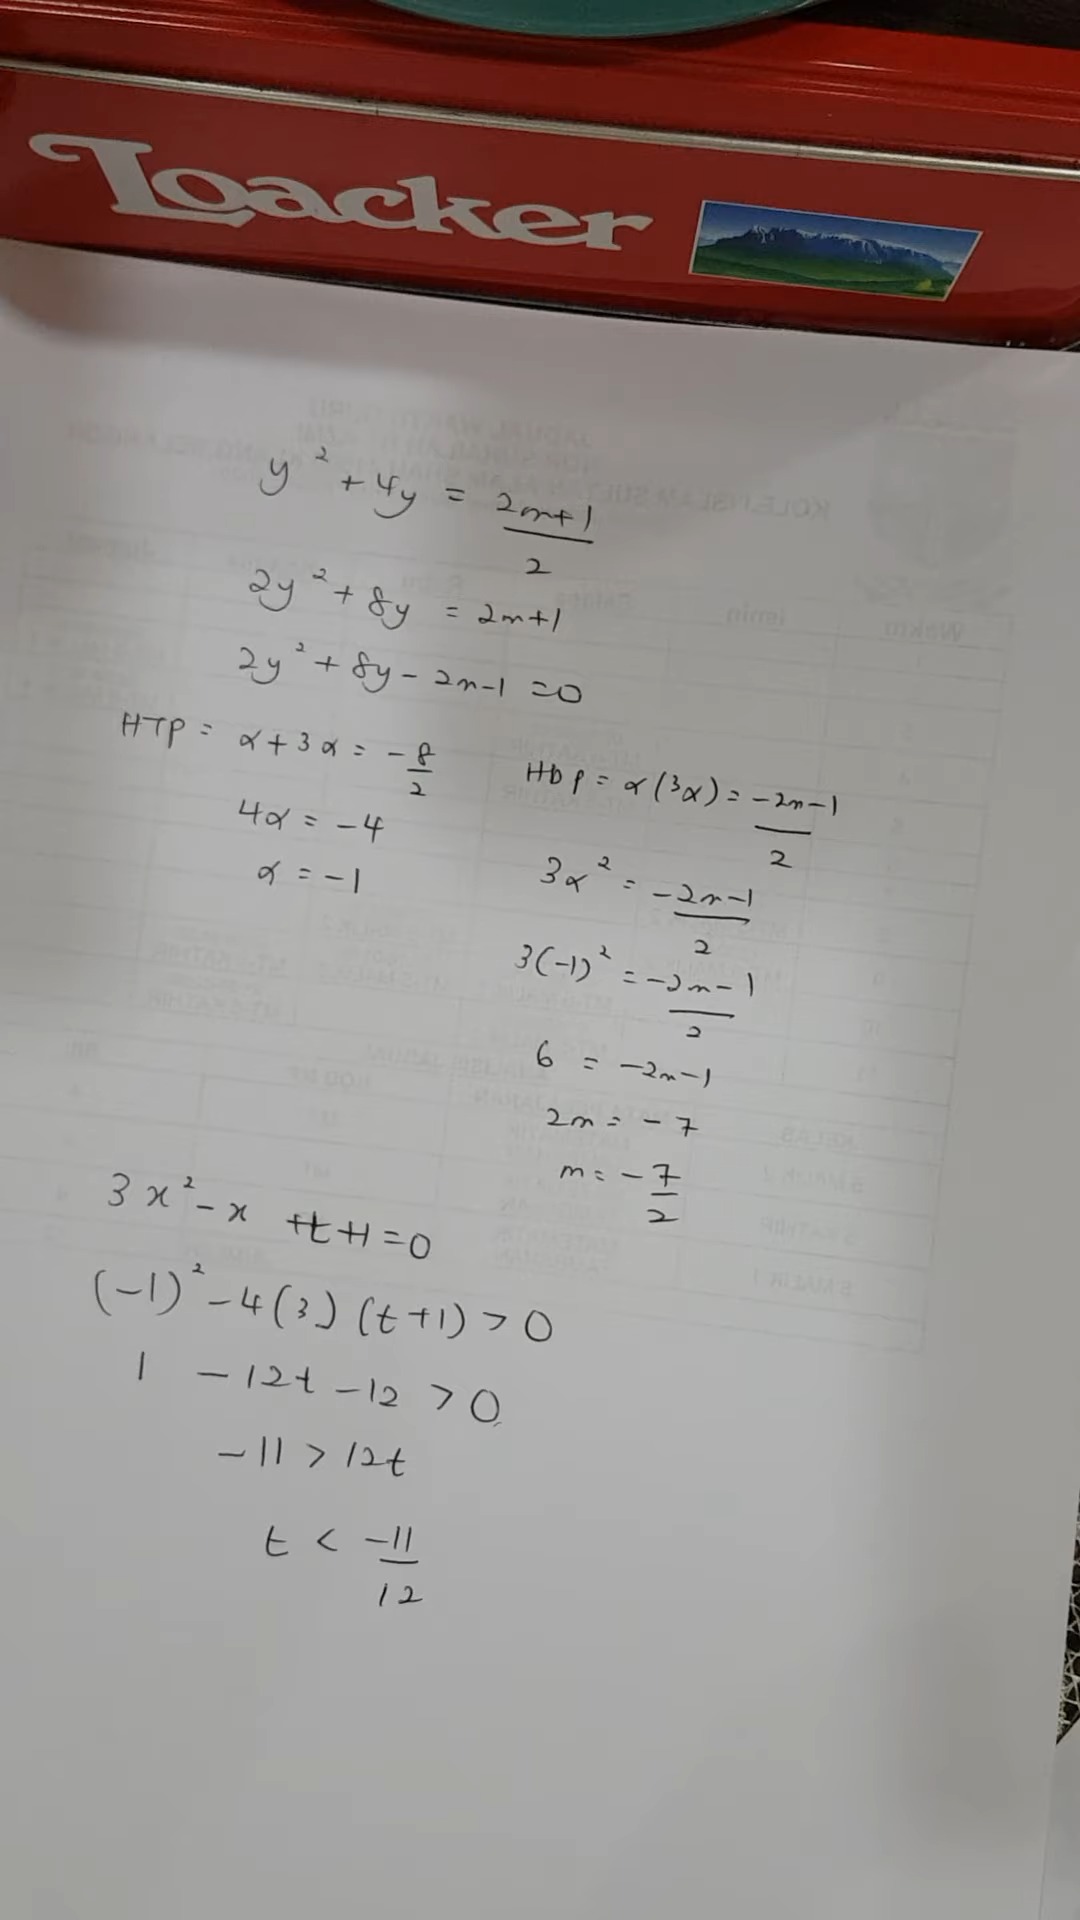 Loacker
y² + 4y = (2m+1)/2
2y² + 8y = 2m+1
2y² + 8y - 2m-1 = 0
HTP = α + 3α = -8/2
4α = -4
α = -1
Hbp = α(3α) = (-2m-1)/2
3α² = (-2m-1)/2
3(-1)² = (-2m-1)/2
6 = -2m-1
2m = -7
m = -7/2
3x² - x +t+1 = 0
(-1)² - 4(3)(t+1) > 0
1 - 12t - 12 > 0
-11 > 12t
t < -11/12